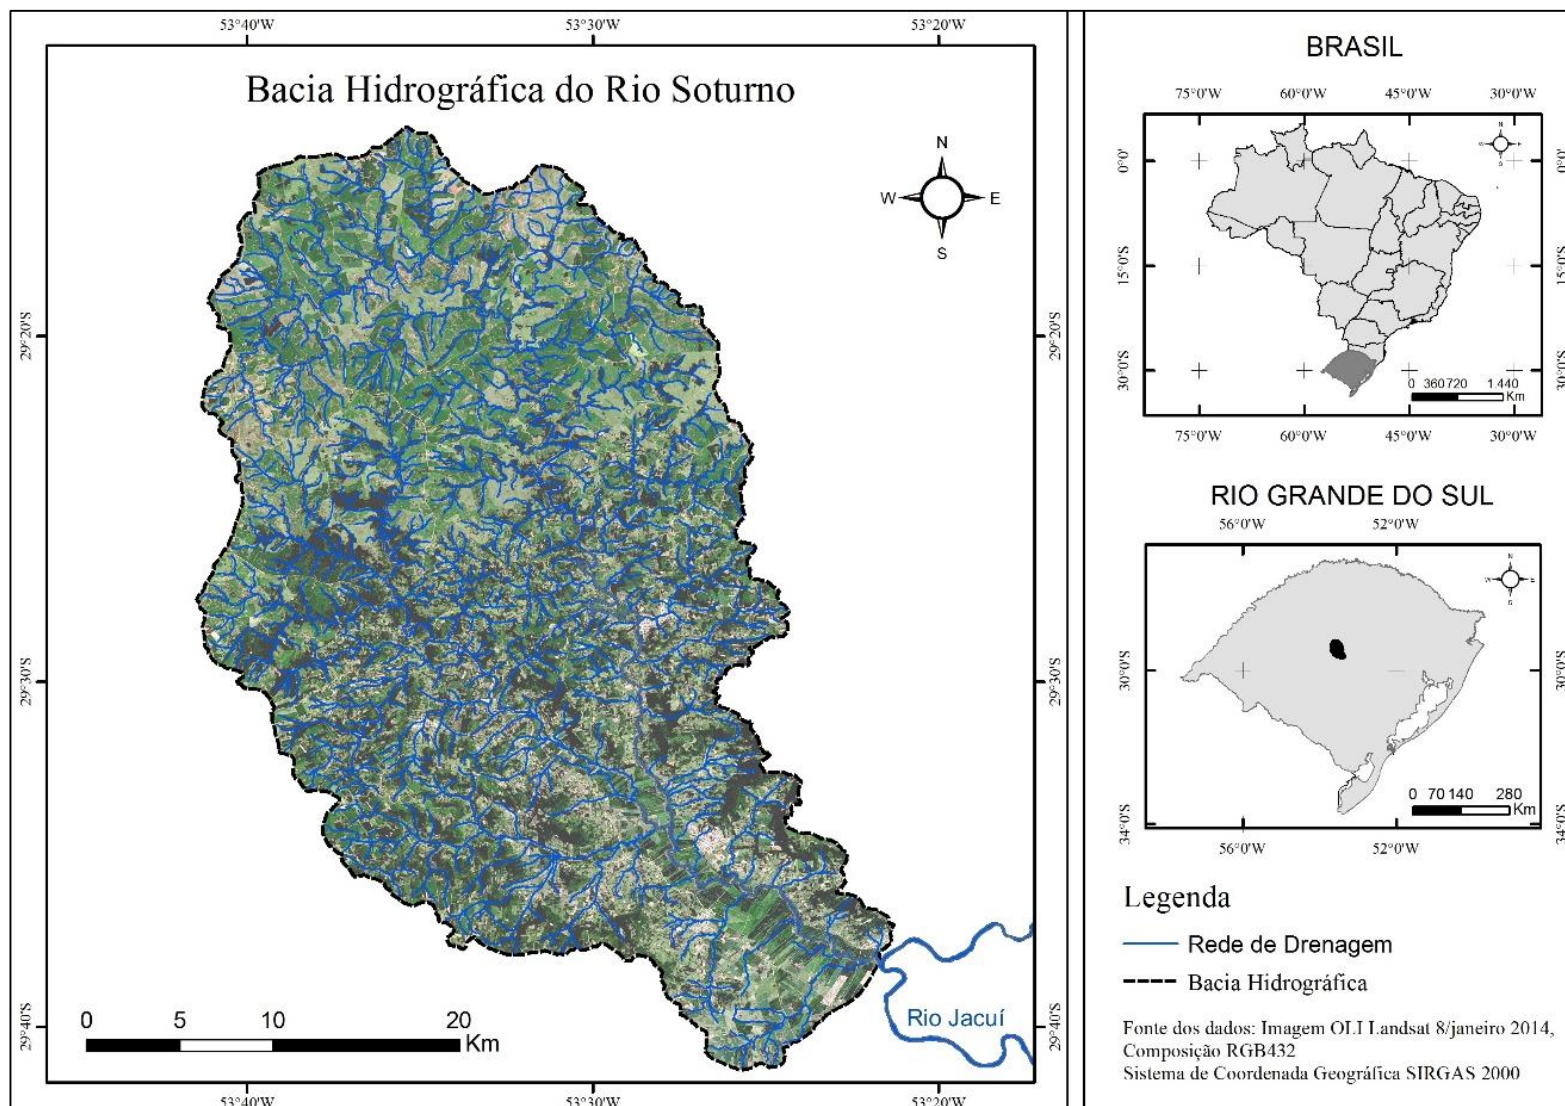 53°40'W 53°30'W 53°20'W
Bacia Hidrográfica do Rio Soturno
N
W E
S
29°20'S 29°20'S
29°30'S 29°30'S
29°40'S 29°40'S
Rio Jacuí
0 5 10 20
Km
53°40'W 53°30'W 53°20'W
BRASIL
75°0'W 60°0'W 45°0'W 30°0'W
N
W E
S
0°0' 0°0'
15°0'S 15°0'S
30°0'S 30°0'S
0 360 720 1.440
Km
75°0'W 60°0'W 45°0'W 30°0'W
RIO GRANDE DO SUL
56°0'W 52°0'W
N
W E
S
30°0'S 30°0'S
0 70 140 280
Km
34°0'S 34°0'S
56°0'W 52°0'W
Legenda
Rede de Drenagem
Bacia Hidrográfica
Fonte dos dados: Imagem OLI Landsat 8/janeiro 2014,
Composição RGB432
Sistema de Coordenada Geográfica SIRGAS 2000